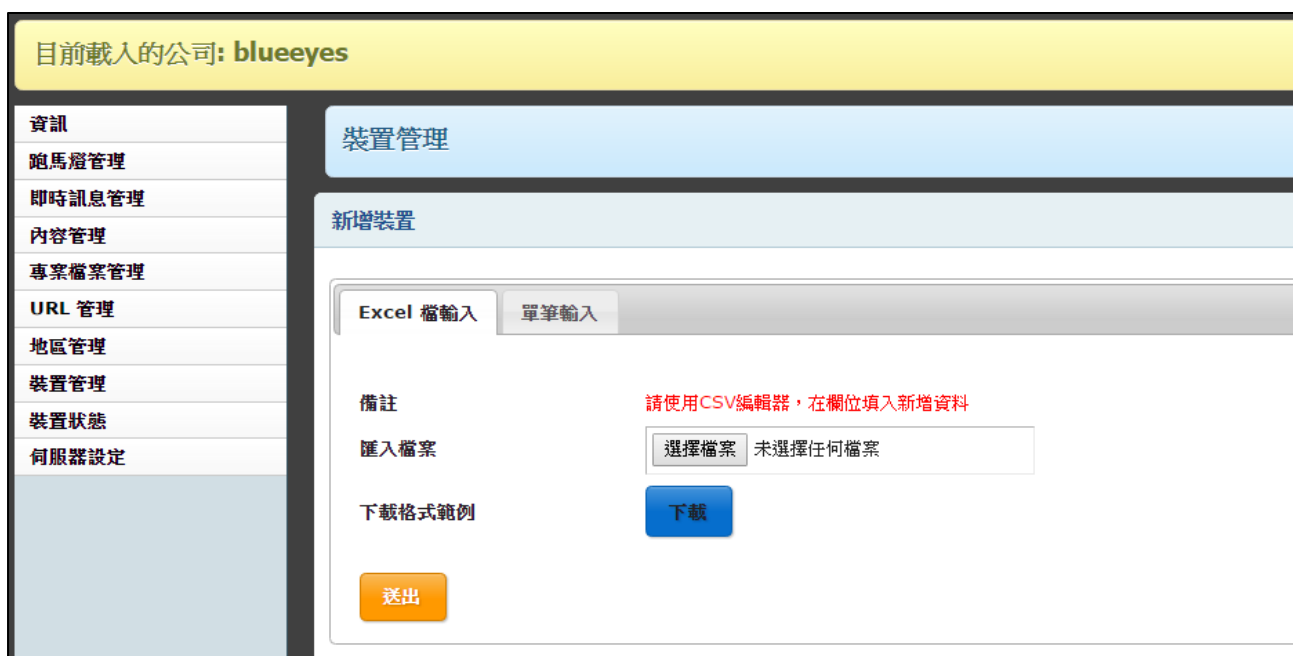 目前載入的公司: blueeyes
資訊
跑馬燈管理
即時訊息管理
內容管理
專案檔案管理
URL 管理
地區管理
裝置管理
裝置狀態
伺服器設定
裝置管理
新增裝置
Excel 檔輸入 單筆輸入
備註 請使用CSV編輯器，在欄位填入新增資料
匯入檔案 選擇檔案 未選擇任何檔案
下載格式範例 下載
送出